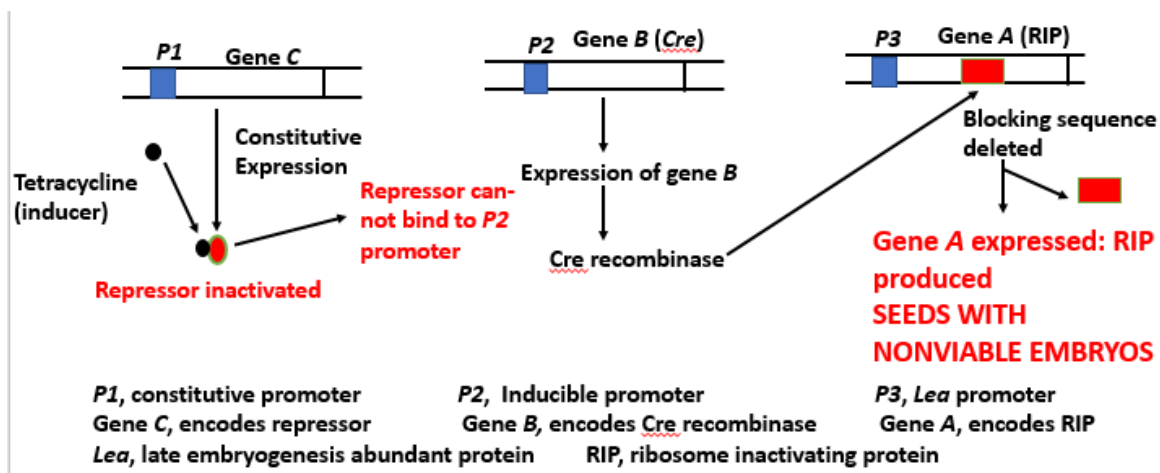 P1
Gene C
P2
Gene B (Cre)
P3
Gene A (RIP)
Tetracycline
(inducer)
Constitutive
Expression
Repressor inactivated
Repressor can-
not bind to P2
promoter
Expression of gene B
Cre recombinase
Blocking sequence
deleted
Gene A expressed: RIP
produced
SEEDS WITH
NONVIABLE EMBRYOS
P1, constitutive promoter
P2, Inducible promoter
P3, Lea promoter
Gene C, encodes repressor
Gene B, encodes Cre recombinase
Gene A, encodes RIP
Lea, late embryogenesis abundant protein
RIP, ribosome inactivating protein